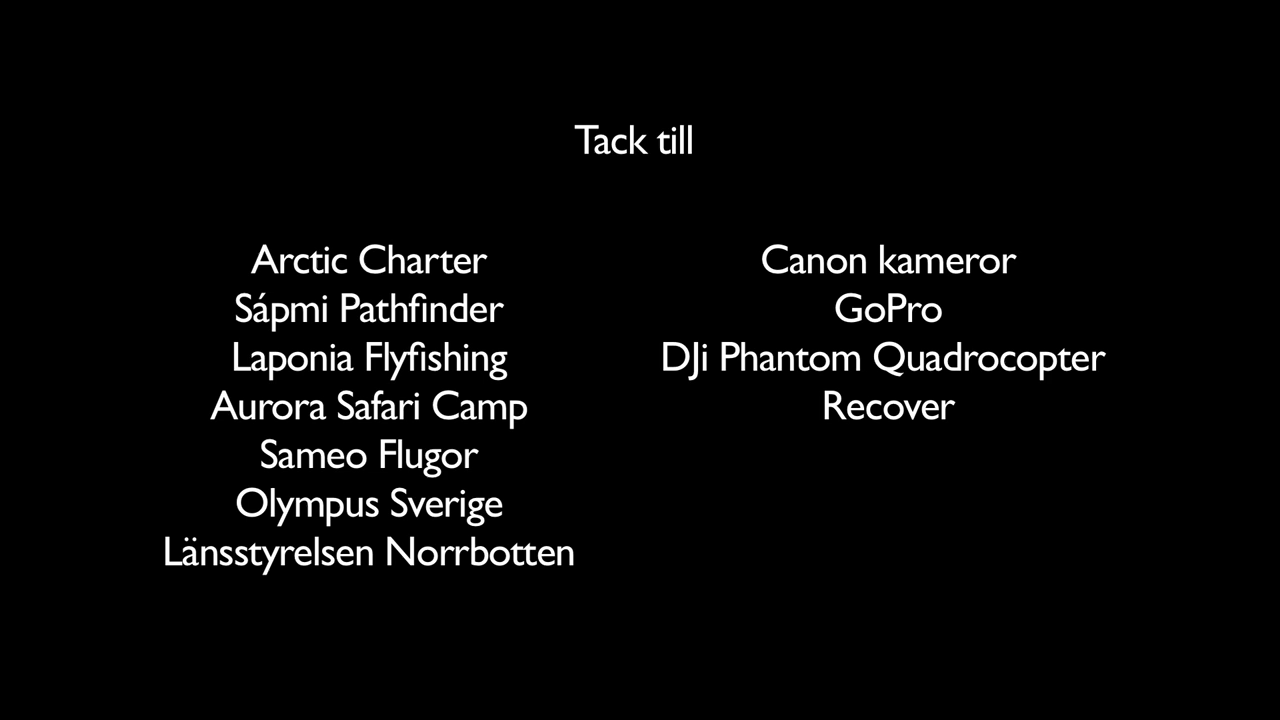 Tack till
Arctic Charter
Sápmi Pathfinder
Laponia Flyfishing
Aurora Safari Camp
Sameo Flugor
Olympus Sverige
Länsstyrelsen Norrbotten
Canon kameror
GoPro
DJi Phantom Quadrocopter
Recover